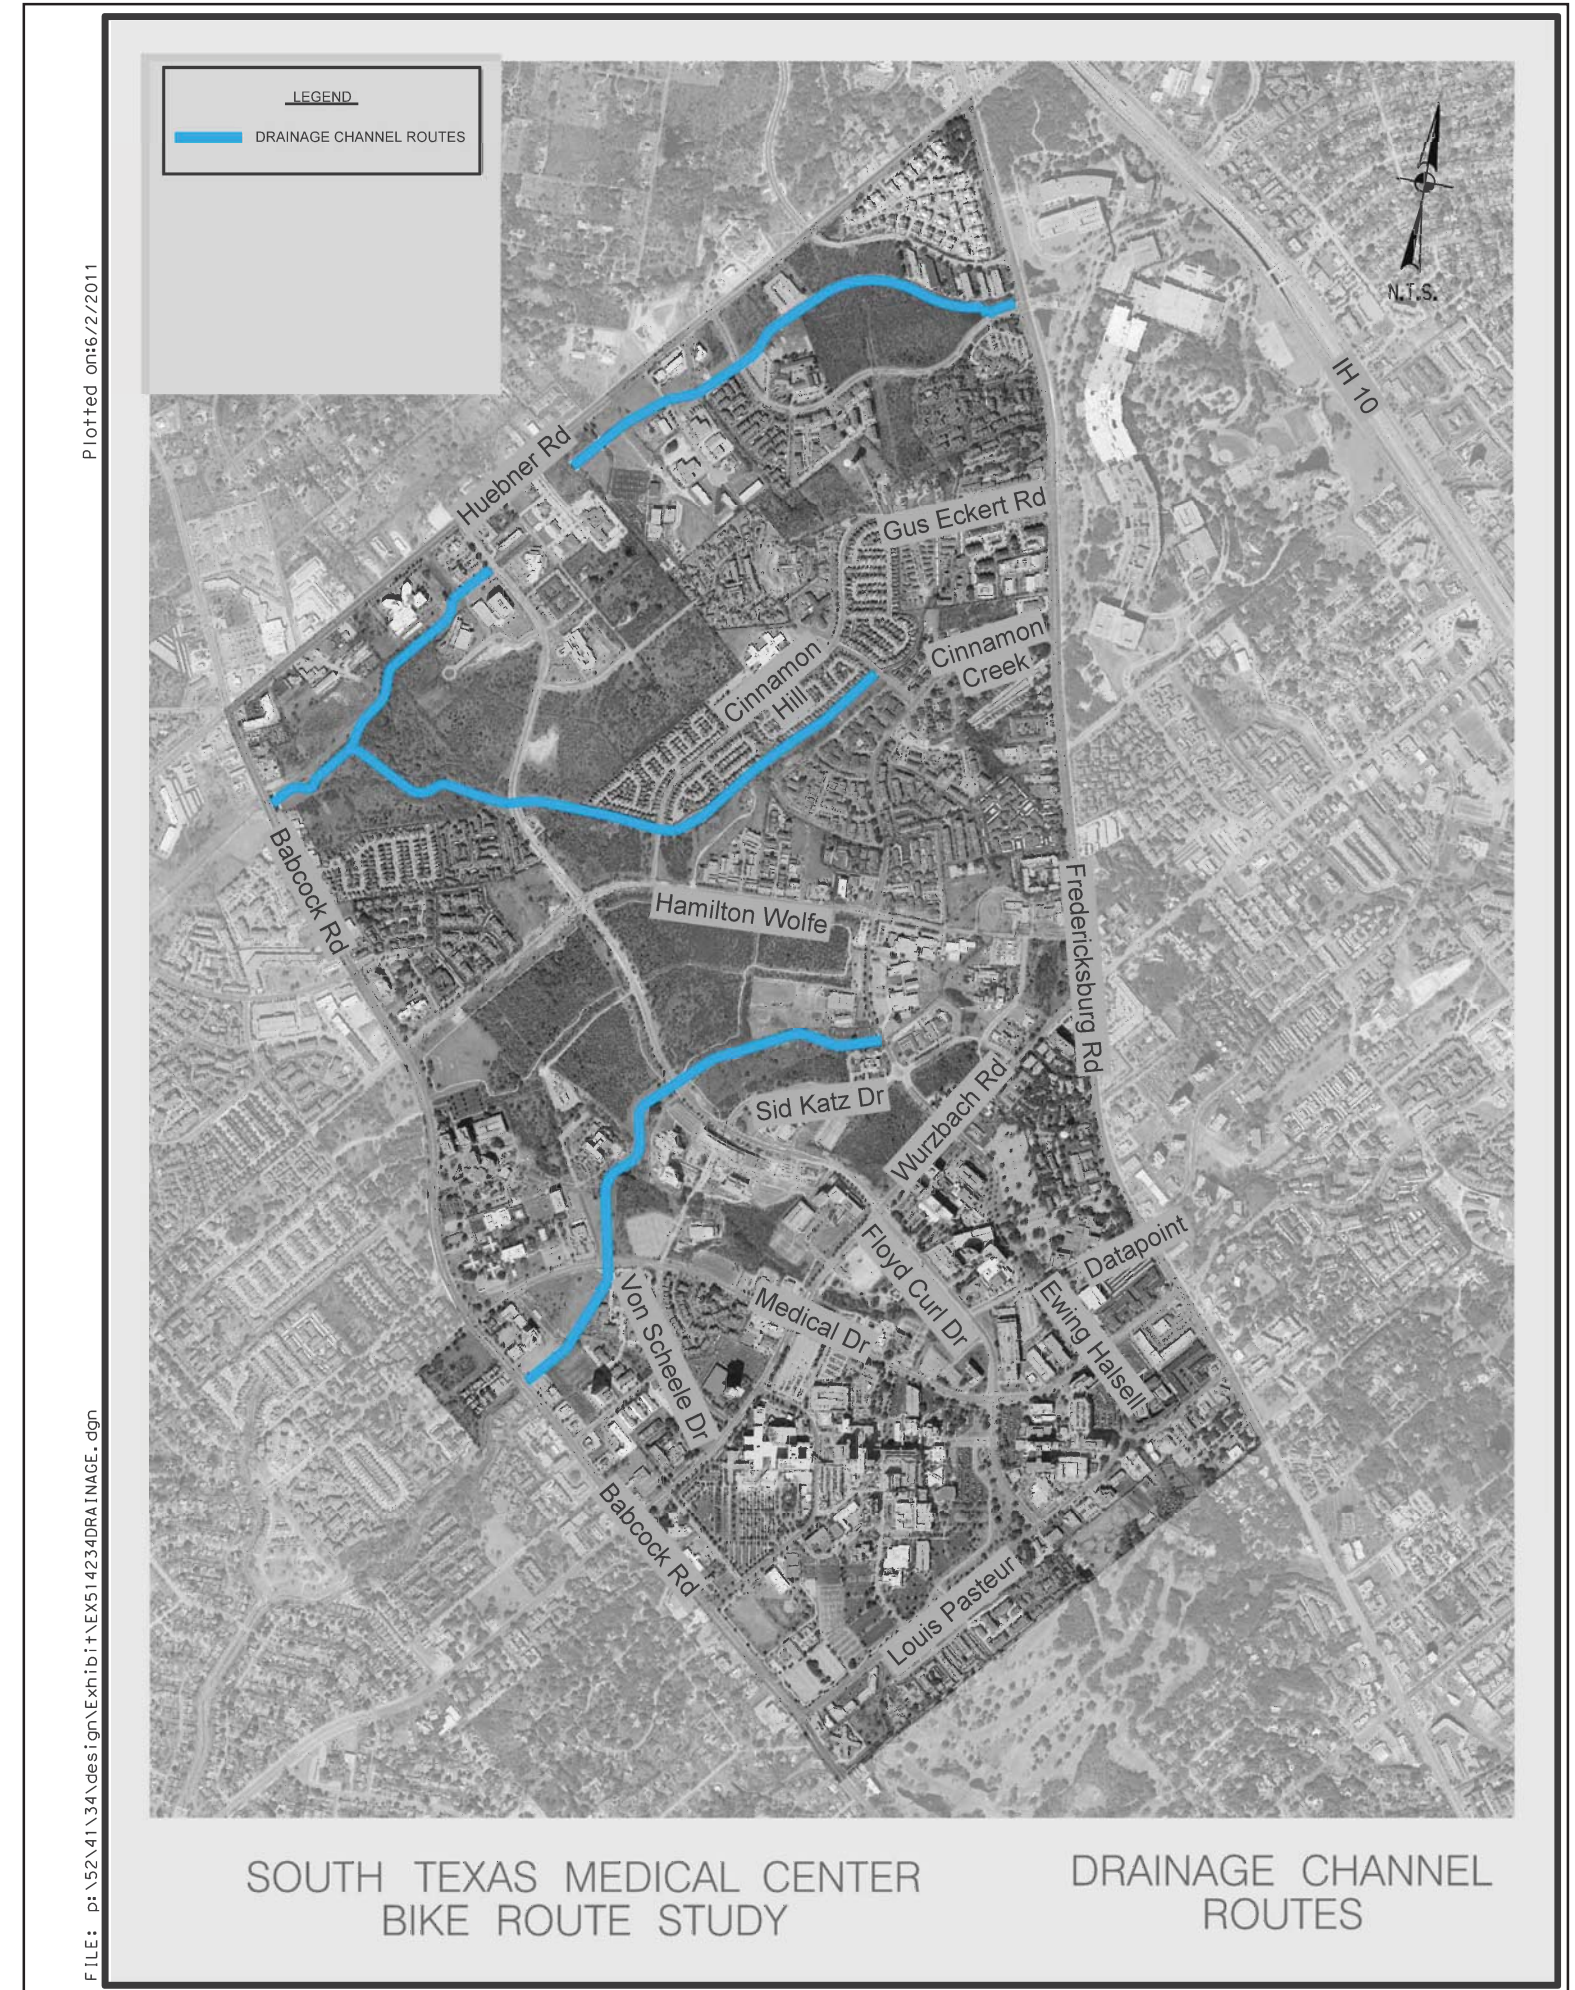 LEGEND
DRAINAGE CHANNEL ROUTES
N.T.S.
IH 10
Huebner Rd
Gus Eckert Rd
Cinnamon
Creek
Cinnamon
Hill
Babcock Rd
Hamilton Wolfe
Fredericksburg Rd
Sid Katz Dr
Wurzbach Rd
Datapoint
Floyd Curl Dr
Ewing Halsell
Von Scheele Dr
Medical Dr
Babcock Rd
Louis Pasteur
SOUTH TEXAS MEDICAL CENTER
BIKE ROUTE STUDY
DRAINAGE CHANNEL
ROUTES
Plotted on:6/2/2011
FILE: p:\52\41\34\design\Exhibit\EX514234DRAINAGE.dgn